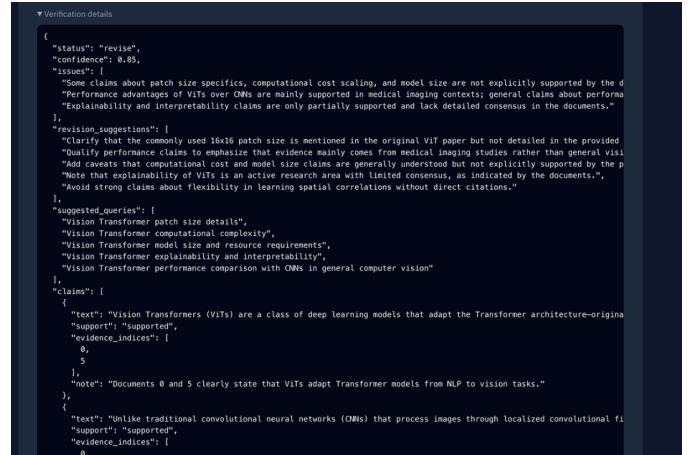 ▼ Verification details
{
"status": "revise",
"confidence": 0.85,
"issues": [
"Some claims about patch size specifics, computational cost scaling, and model size are not explicitly supported by the d
"Performance advantages of ViTs over CNNs are mainly supported in medical imaging contexts; general claims about performa
"Explainability and interpretability claims are only partially supported and lack detailed consensus in the documents."
],
"revision_suggestions": [
"Clarify that the commonly used 16x16 patch size is mentioned in the original ViT paper but not detailed in the provided
"Qualify performance claims to emphasize that evidence mainly comes from medical imaging studies rather than general visi
"Add caveats that computational cost and model size claims are generally understood but not explicitly supported by the p
"Note that explainability of ViTs is an active research area with limited consensus, as indicated by the documents.",
"Avoid strong claims about flexibility in learning spatial correlations without direct citations."
],
"suggested_queries": [
"Vision Transformer patch size details",
"Vision Transformer computational complexity",
"Vision Transformer model size and resource requirements",
"Vision Transformer explainability and interpretability",
"Vision Transformer performance comparison with CNNs in general computer vision"
],
"claims": [
{
"text": "Vision Transformers (ViTs) are a class of deep learning models that adapt the Transformer architecture—origina
"support": "supported",
"evidence_indices": [
0,
5
],
"note": "Documents 0 and 5 clearly state that ViTs adapt Transformer models from NLP to vision tasks."
},
{
"text": "Unlike traditional convolutional neural networks (CNNs) that process images through localized convolutional fi
"support": "supported",
"evidence_indices": [
0